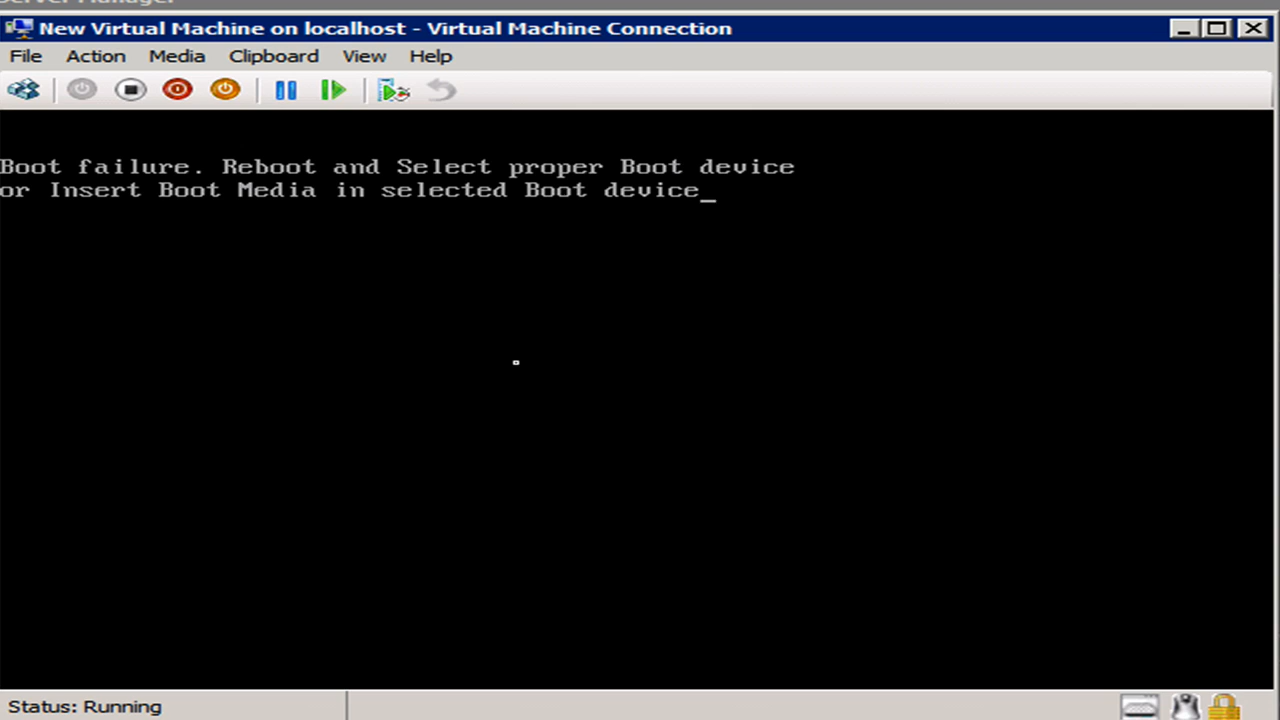 Server Manager
New Virtual Machine on localhost - Virtual Machine Connection
File Action Media Clipboard View Help
Boot failure. Reboot and Select proper Boot device
or Insert Boot Media in selected Boot device_
Status: Running